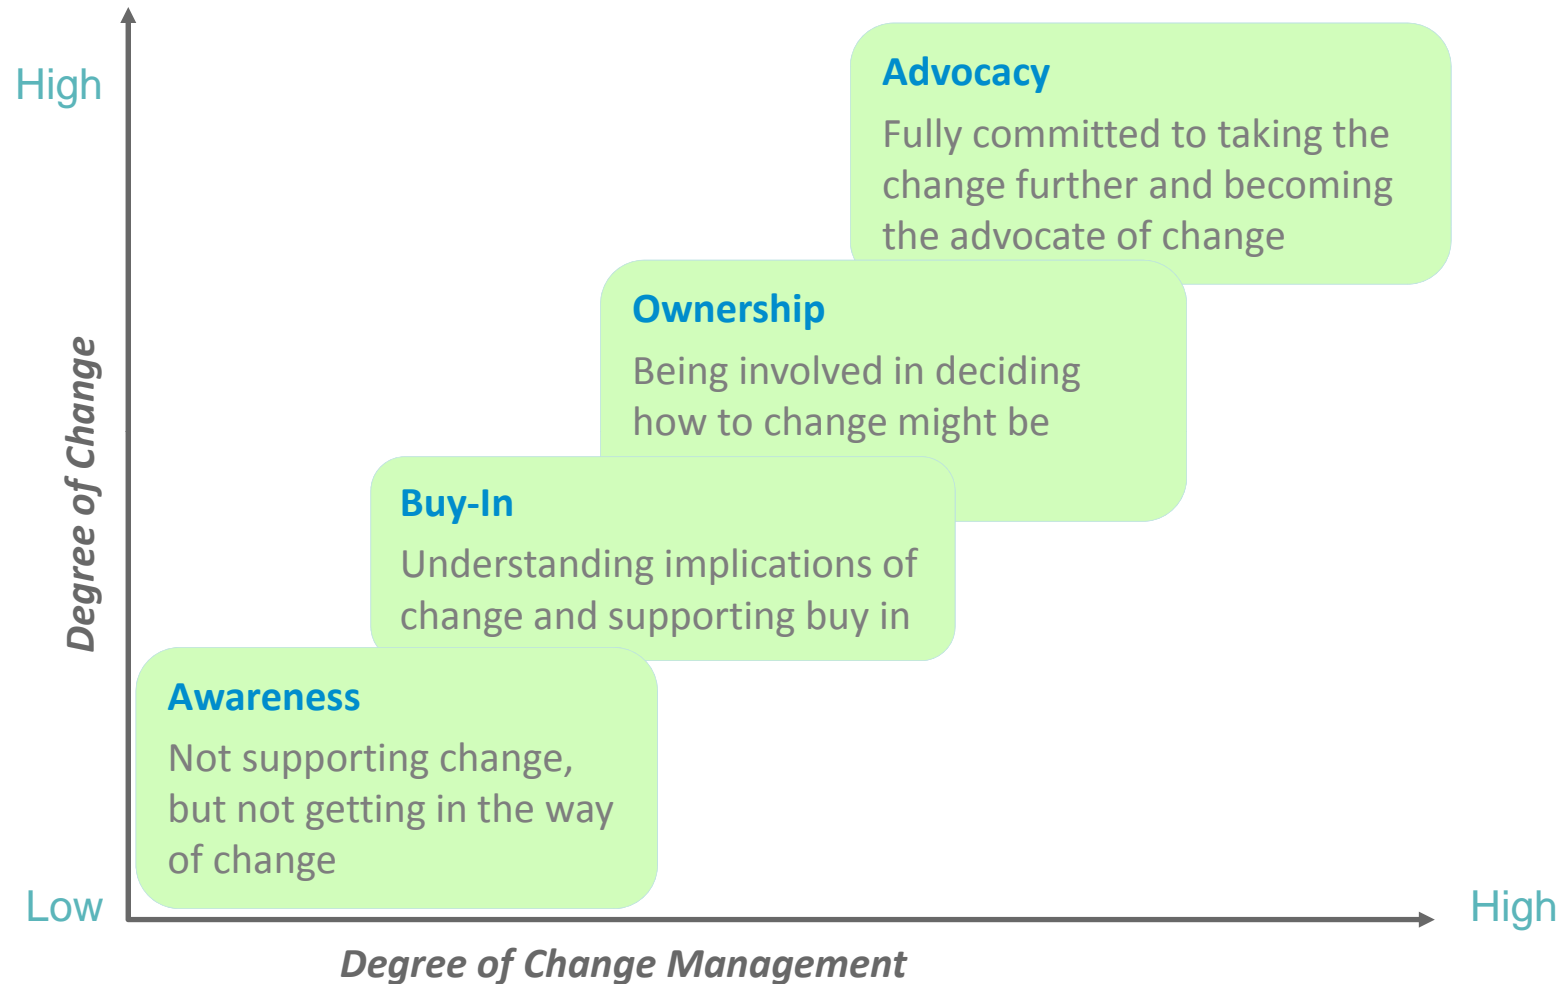 High
Advocacy
Fully committed to taking the
change further and becoming
the advocate of change
Ownership
Being involved in deciding
how to change might be
Degree of Change
Buy-In
Understanding implications of
change and supporting buy in
Awareness
Not supporting change,
but not getting in the way
of change
Low
High
Degree of Change Management